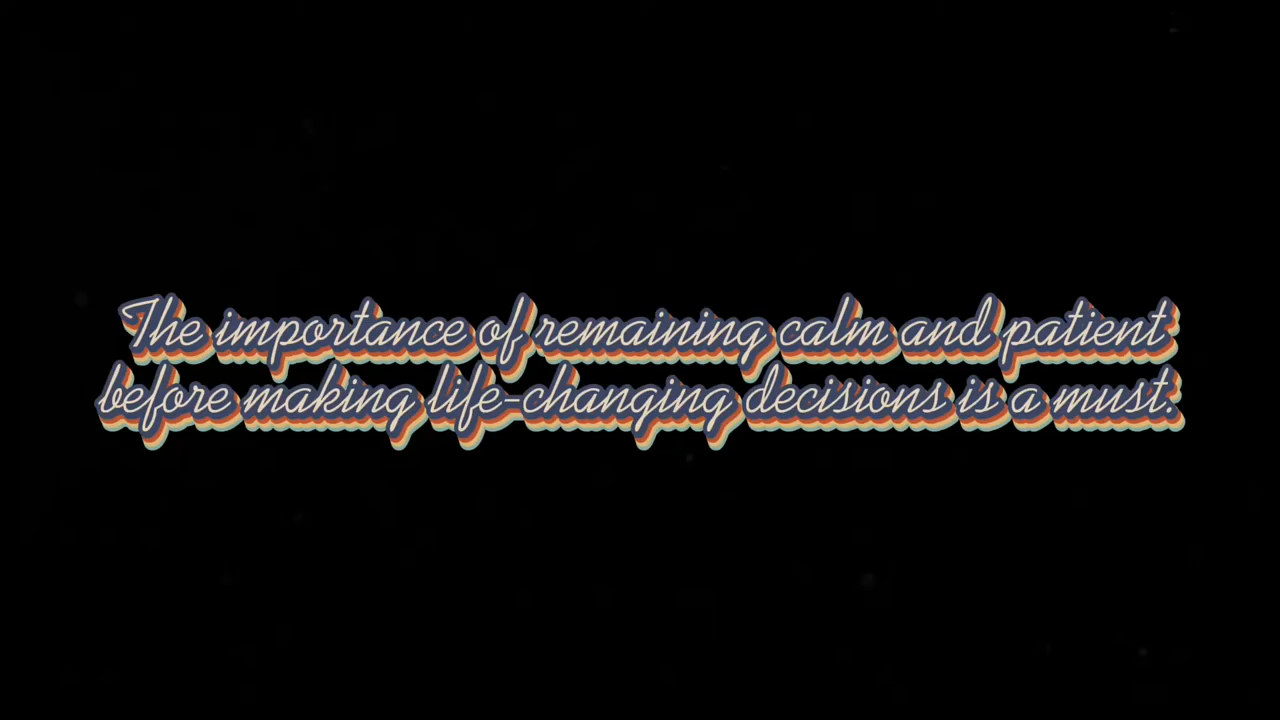 The importance of remaining calm and patient
before making life-changing decisions is a must.